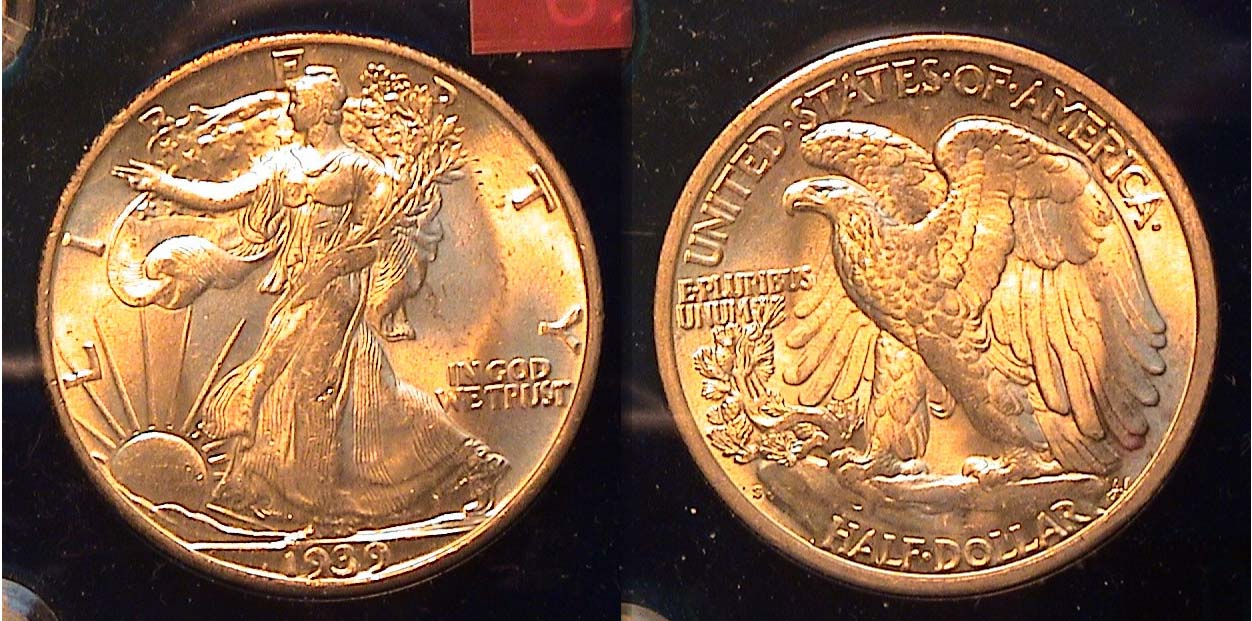 LIBERTY
IN GOD
WE TRUST
1939
UNITED·STATES·OF·AMERICA·
E·PLURIBUS
UNUM
S
HALF·DOLLAR